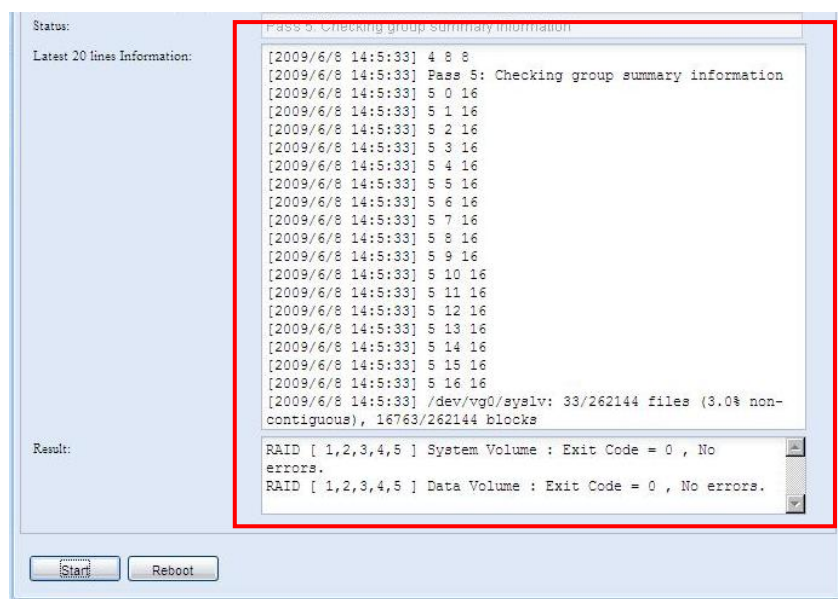 Status:
Pass 5: Checking group summary information
Latest 20 lines Information:
[2009/6/8 14:5:33] 4 8 8
[2009/6/8 14:5:33] Pass 5: Checking group summary information
[2009/6/8 14:5:33] 5 0 16
[2009/6/8 14:5:33] 5 1 16
[2009/6/8 14:5:33] 5 2 16
[2009/6/8 14:5:33] 5 3 16
[2009/6/8 14:5:33] 5 4 16
[2009/6/8 14:5:33] 5 5 16
[2009/6/8 14:5:33] 5 6 16
[2009/6/8 14:5:33] 5 7 16
[2009/6/8 14:5:33] 5 8 16
[2009/6/8 14:5:33] 5 9 16
[2009/6/8 14:5:33] 5 10 16
[2009/6/8 14:5:33] 5 11 16
[2009/6/8 14:5:33] 5 12 16
[2009/6/8 14:5:33] 5 13 16
[2009/6/8 14:5:33] 5 14 16
[2009/6/8 14:5:33] 5 15 16
[2009/6/8 14:5:33] 5 16 16
[2009/6/8 14:5:33] /dev/vg0/syslv: 33/262144 files (3.0% non-
contiguous), 16763/262144 blocks
Result:
RAID [ 1,2,3,4,5 ] System Volume : Exit Code = 0 , No
errors.
RAID [ 1,2,3,4,5 ] Data Volume : Exit Code = 0 , No errors.
Start
Reboot